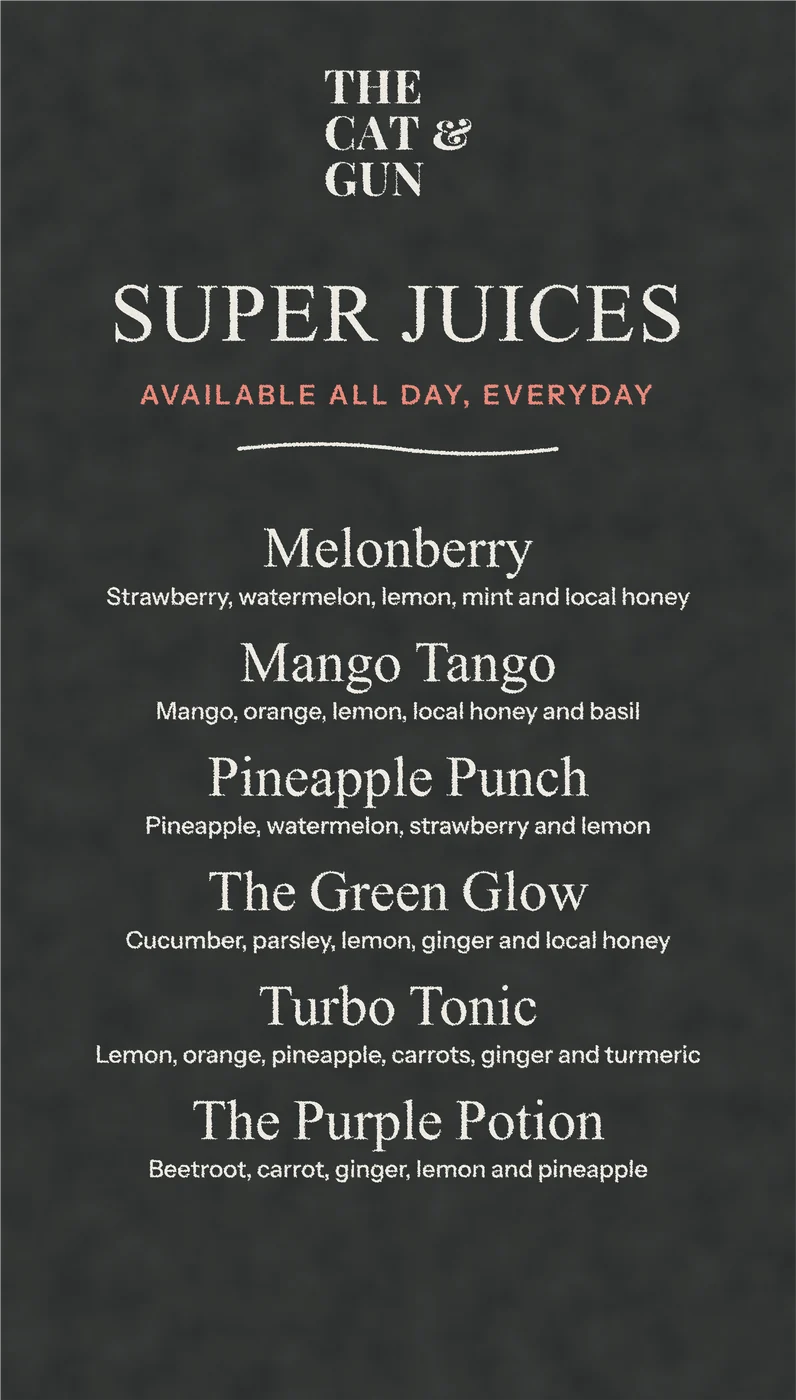 THE
CAT &
GUN
SUPER JUICES
AVAILABLE ALL DAY, EVERYDAY
Melonberry
Strawberry, watermelon, lemon, mint and local honey
Mango Tango
Mango, orange, lemon, local honey and basil
Pineapple Punch
Pineapple, watermelon, strawberry and lemon
The Green Glow
Cucumber, parsley, lemon, ginger and local honey
Turbo Tonic
Lemon, orange, pineapple, carrots, ginger and turmeric
The Purple Potion
Beetroot, carrot, ginger, lemon and pineapple